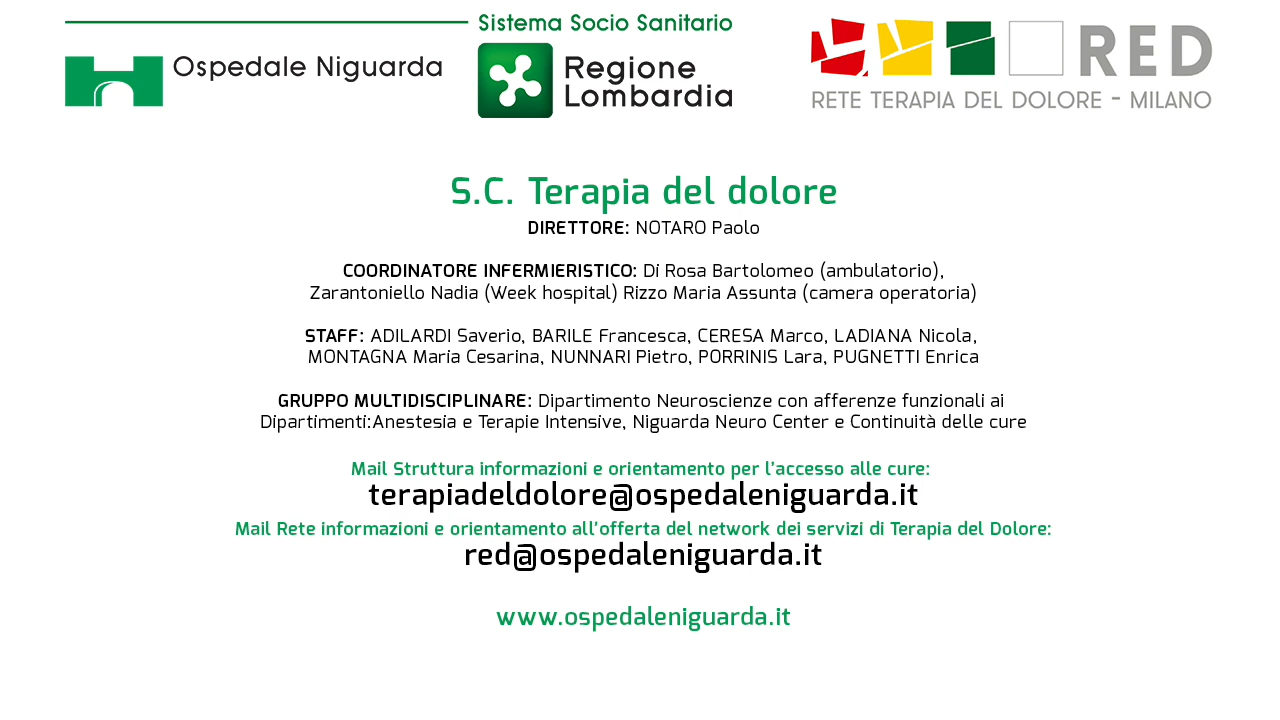 Sistema Socio Sanitario
Ospedale Niguarda
Regione
Lombardia
RED
RETE TERAPIA DEL DOLORE - MILANO
S.C. Terapia del dolore
DIRETTORE: NOTARO Paolo
COORDINATORE INFERMIERISTICO: Di Rosa Bartolomeo (ambulatorio),
Zarantoniello Nadia (Week hospital) Rizzo Maria Assunta (camera operatoria)
STAFF: ADILARDI Saverio, BARILE Francesca, CERESA Marco, LADIANA Nicola,
MONTAGNA Maria Cesarina, NUNNARI Pietro, PORRINIS Lara, PUGNETTI Enrica
GRUPPO MULTIDISCIPLINARE: Dipartimento Neuroscienze con afferenze funzionali ai
Dipartimenti:Anestesia e Terapie Intensive, Niguarda Neuro Center e Continuità delle cure
Mail Struttura informazioni e orientamento per l'accesso alle cure:
terapiadeldolore@ospedaleniguarda.it
Mail Rete informazioni e orientamento all'offerta del network dei servizi di Terapia del Dolore:
red@ospedaleniguarda.it
www.ospedaleniguarda.it